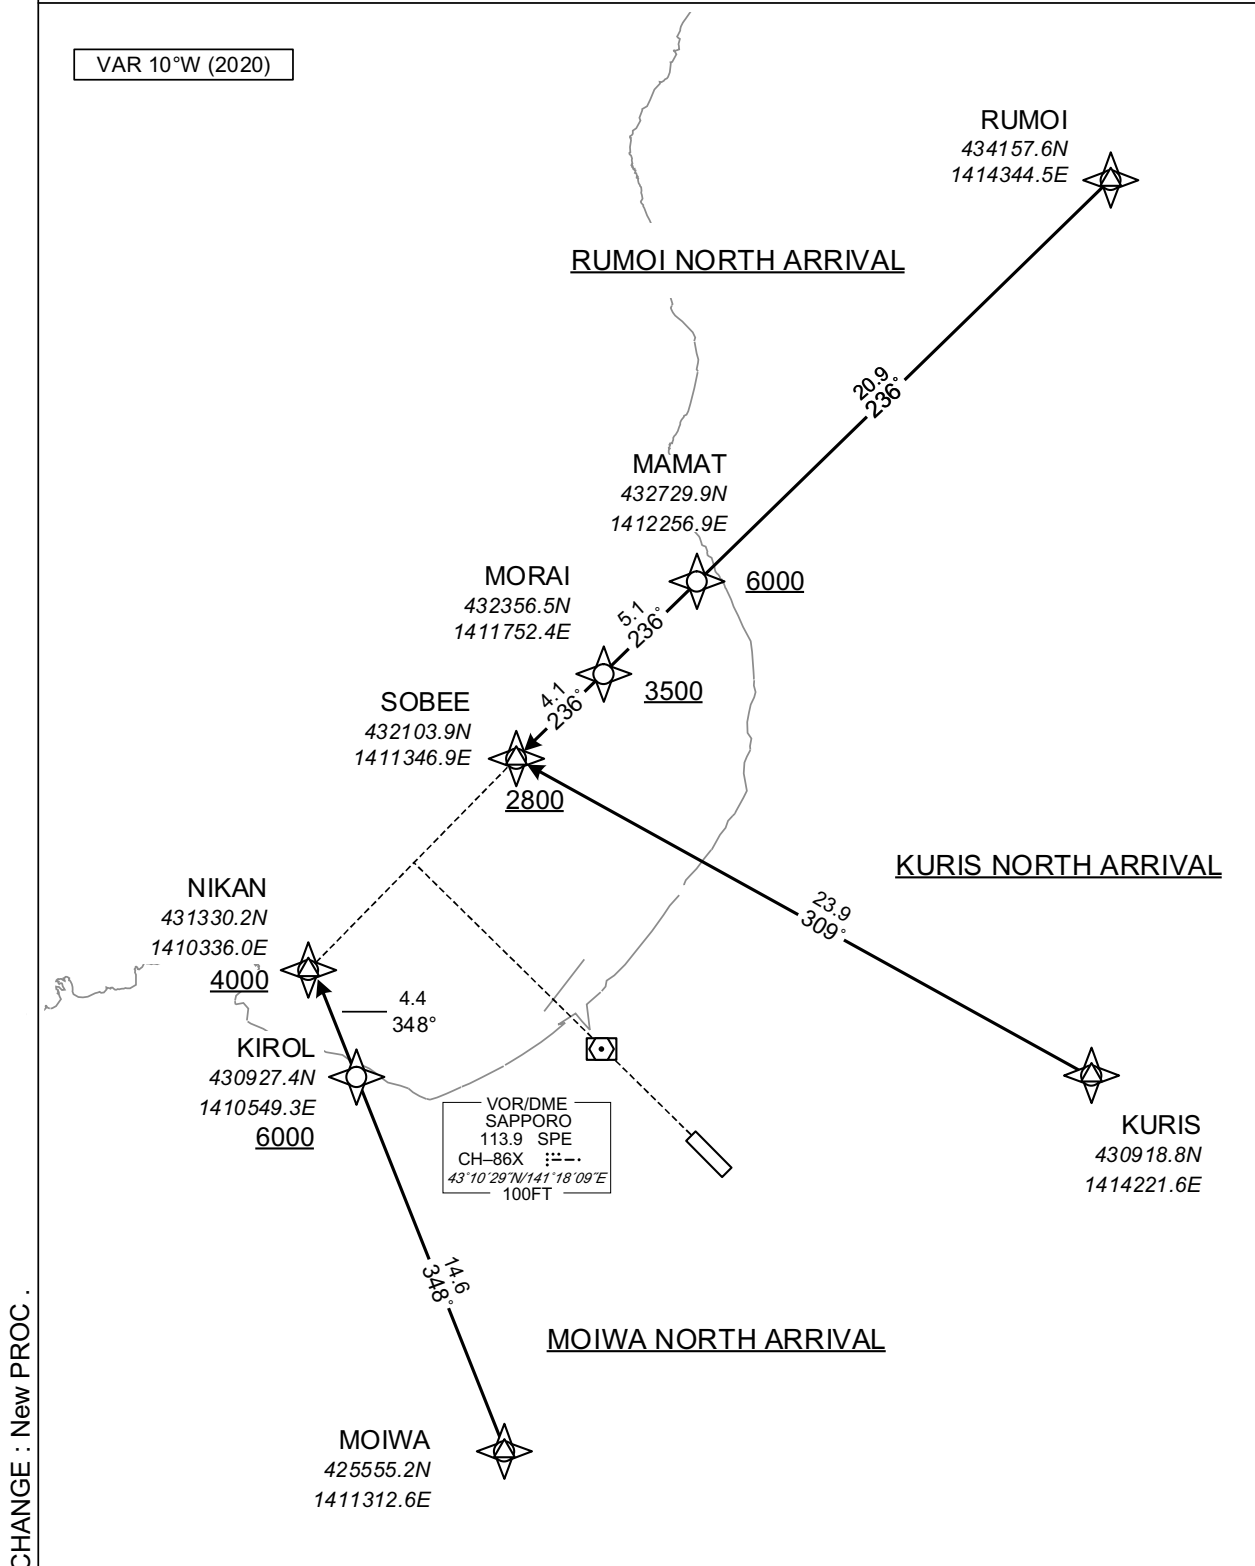 VAR 10°W (2020)
RUMOI
434157.6N
1414344.5E
RUMOI NORTH ARRIVAL
20.9
236°
MAMAT
432729.9N
1412256.9E
6000
5.1
236°
MORAI
432356.5N
1411752.4E
3500
4.1
236°
SOBEE
432103.9N
1411346.9E
2800
KURIS NORTH ARRIVAL
23.9
309°
NIKAN
431330.2N
1410336.0E
4000
4.4
348°
KIROL
430927.4N
1410549.3E
6000
VOR/DME
SAPPORO
113.9 SPE
CH–86X
43°10′29″N/141°18′09″E
100FT
KURIS
430918.8N
1414221.6E
14.6
348°
MOIWA NORTH ARRIVAL
MOIWA
425555.2N
1411312.6E
CHANGE : New PROC .